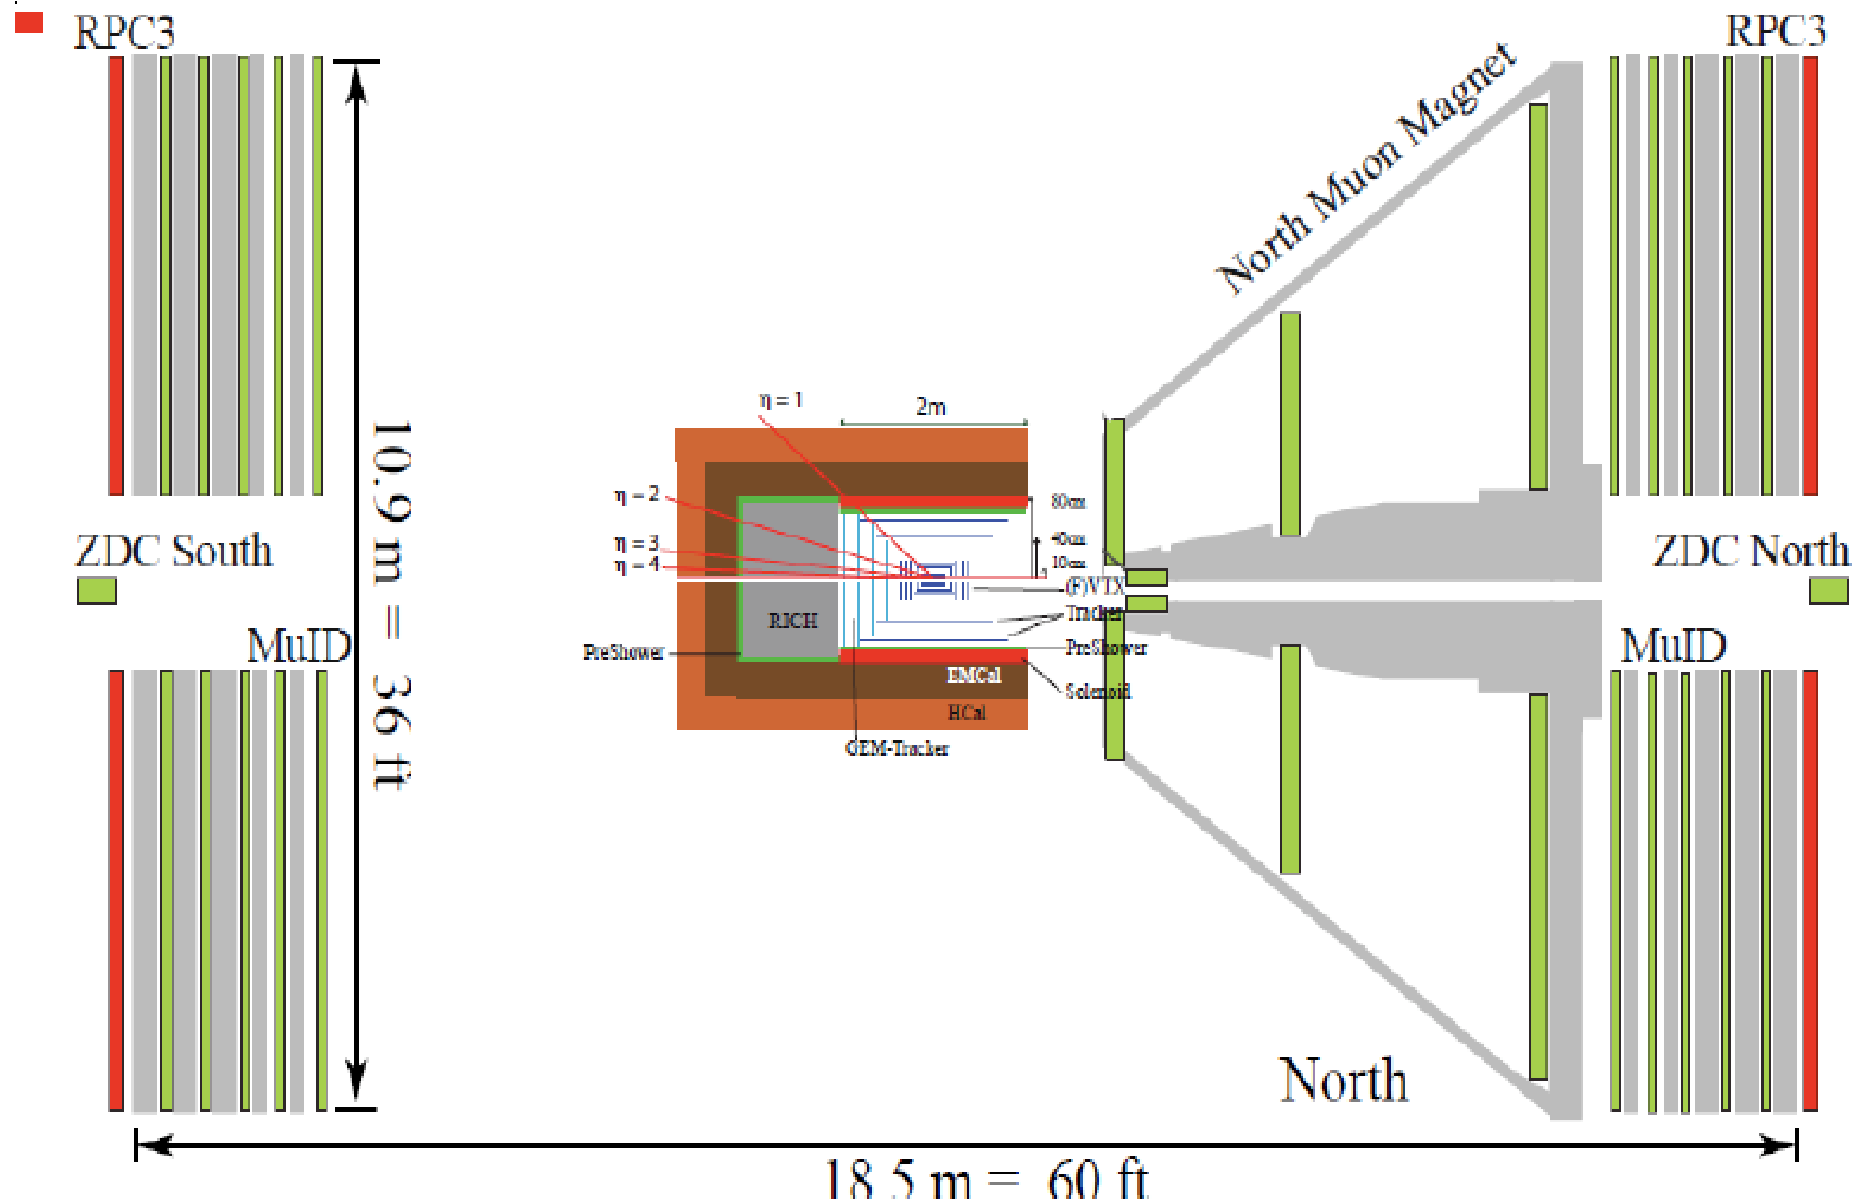 RPC3
RPC3
North Muon Magnet
η = 1
2m
η = 2
80cm
10.9 m = 36 ft
ZDC South
η = 3
40cm
ZDC North
η = 4
10cm
(F)VTX
RICH
Tracker
MuID
PreShower
PreShower
MuID
EMCal
Solenoid
HCal
GEM-Tracker
North
18.5 m = 60 ft